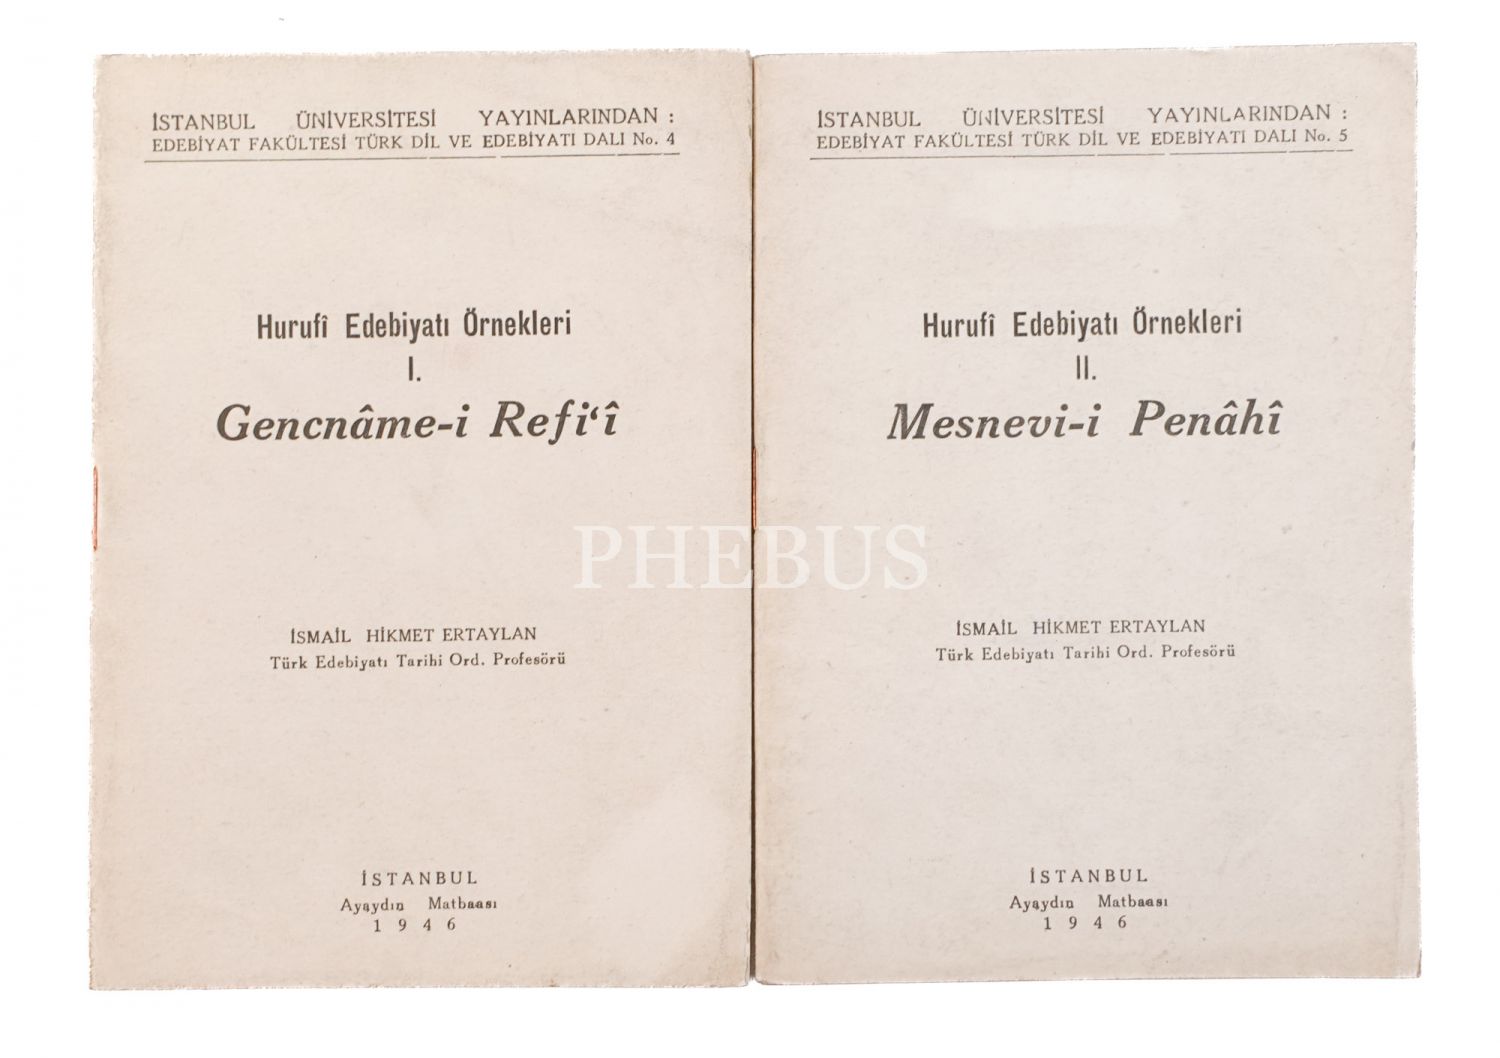 İSTANBUL ÜNİVERSİTESİ YAYINLARINDAN :
EDEBİYAT FAKÜLTESİ TÜRK DİL VE EDEBİYATI DALI No. 4
Hurufî Edebiyatı Örnekleri
I.
Gencnâme-i Refi‘î
İSMAİL HİKMET ERTAYLAN
Türk Edebiyatı Tarihi Ord. Profesörü
İSTANBUL
Ayaydın Matbaası
1946
İSTANBUL ÜNİVERSİTESİ YAYINLARINDAN :
EDEBİYAT FAKÜLTESİ TÜRK DİL VE EDEBİYATI DALI No. 5
Hurufî Edebiyatı Örnekleri
II.
Mesnevi-i Penâhî
İSMAİL HİKMET ERTAYLAN
Türk Edebiyatı Tarihi Ord. Profesörü
İSTANBUL
Ayaydın Matbaası
1946
PHEBUS